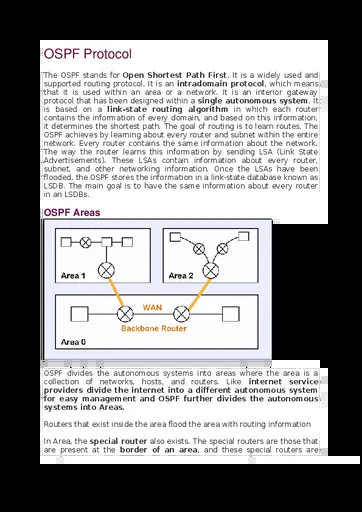 OSPF Protocol
The OSPF stands for Open Shortest Path First. It is a widely used and
supported routing protocol. It is an intradomain protocol, which means
that it is used within an area or a network. It is an interior gateway
protocol that has been designed within a single autonomous system. It
is based on a link-state routing algorithm in which each router
contains the information of every domain, and based on this information,
it determines the shortest path. The goal of routing is to learn routes. The
OSPF achieves by learning about every router and subnet within the entire
network. Every router contains the same information about the network.
The way the router learns this information by sending LSA (Link State
Advertisements). These LSAs contain information about every router,
subnet, and other networking information. Once the LSAs have been
flooded, the OSPF stores the information in a link-state database known as
LSDB. The main goal is to have the same information about every router
in an LSDBs.
OSPF Areas
Area 1
Area 2
WAN
Backbone Router
Area 0
OSPF divides the autonomous systems into areas where the area is a
collection of networks, hosts, and routers. Like internet service
providers divide the internet into a different autonomous system
for easy management and OSPF further divides the autonomous
systems into Areas.
Routers that exist inside the area flood the area with routing information
In Area, the special router also exists. The special routers are those that
are present at the border of an area, and these special routers are